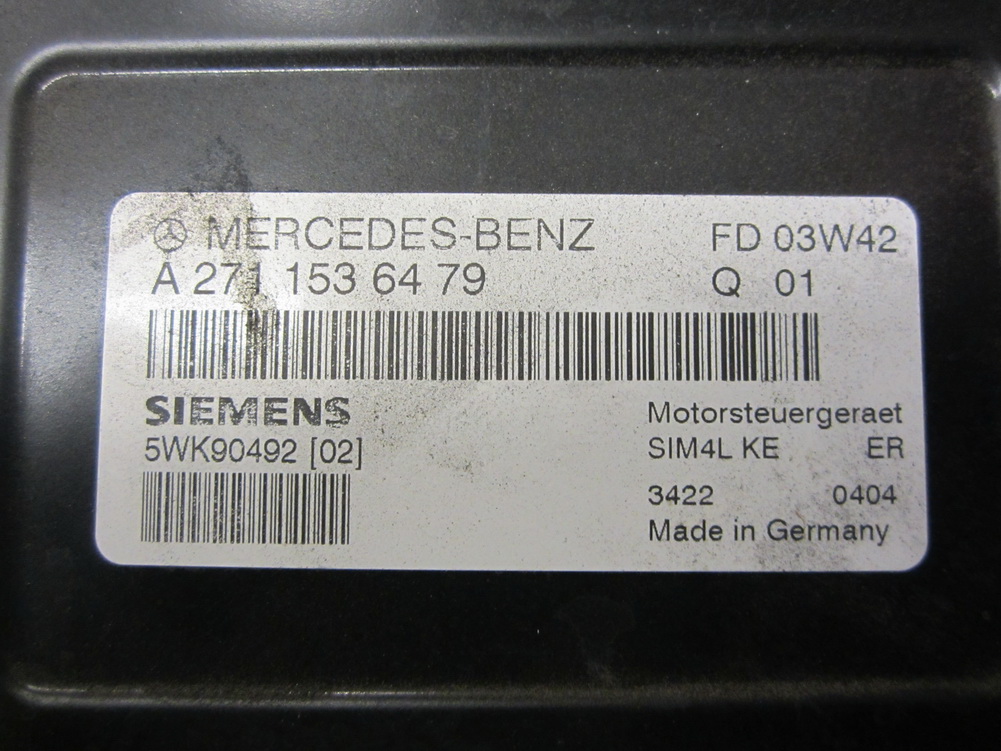 MERCEDES-BENZ FD 03W42
A 271 153 64 79 Q 01
SIEMENS
5WK90492 [02]
Motorsteuergeraet
SIM4L KE ER
3422 0404
Made in Germany